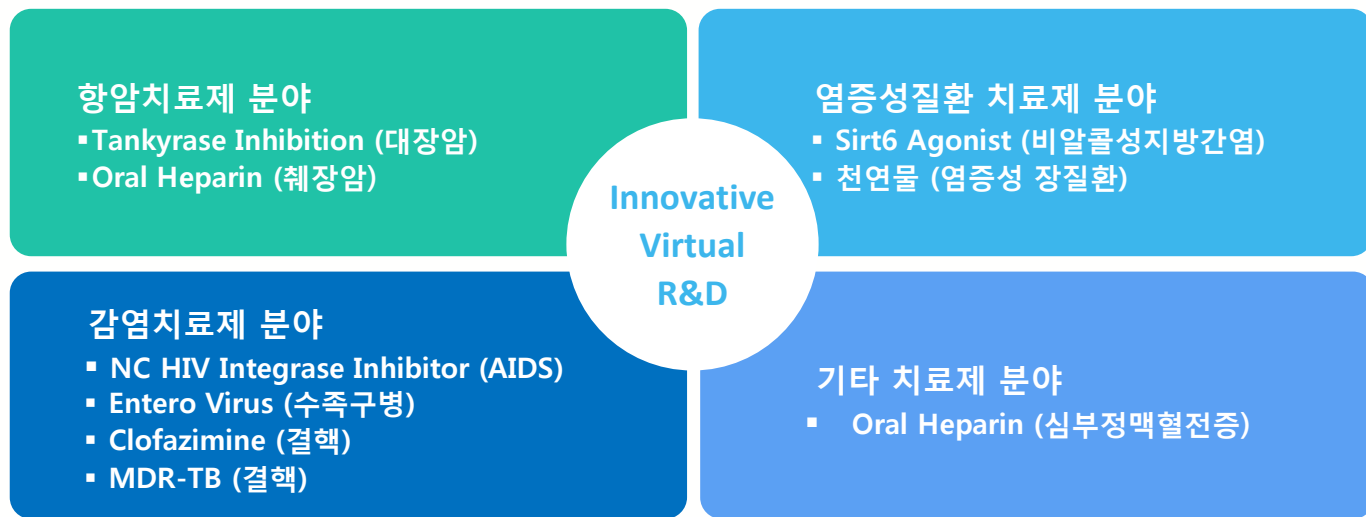 항암치료제 분야
▪Tankyrase Inhibition (대장암)
▪Oral Heparin (췌장암)
염증성질환 치료제 분야
▪ Sirt6 Agonist (비알콜성지방간염)
▪ 천연물 (염증성 장질환)
Innovative
Virtual
R&D
감염치료제 분야
▪ NC HIV Integrase Inhibitor (AIDS)
▪ Entero Virus (수족구병)
▪ Clofazimine (결핵)
▪ MDR-TB (결핵)
기타 치료제 분야
▪ Oral Heparin (심부정맥혈전증)